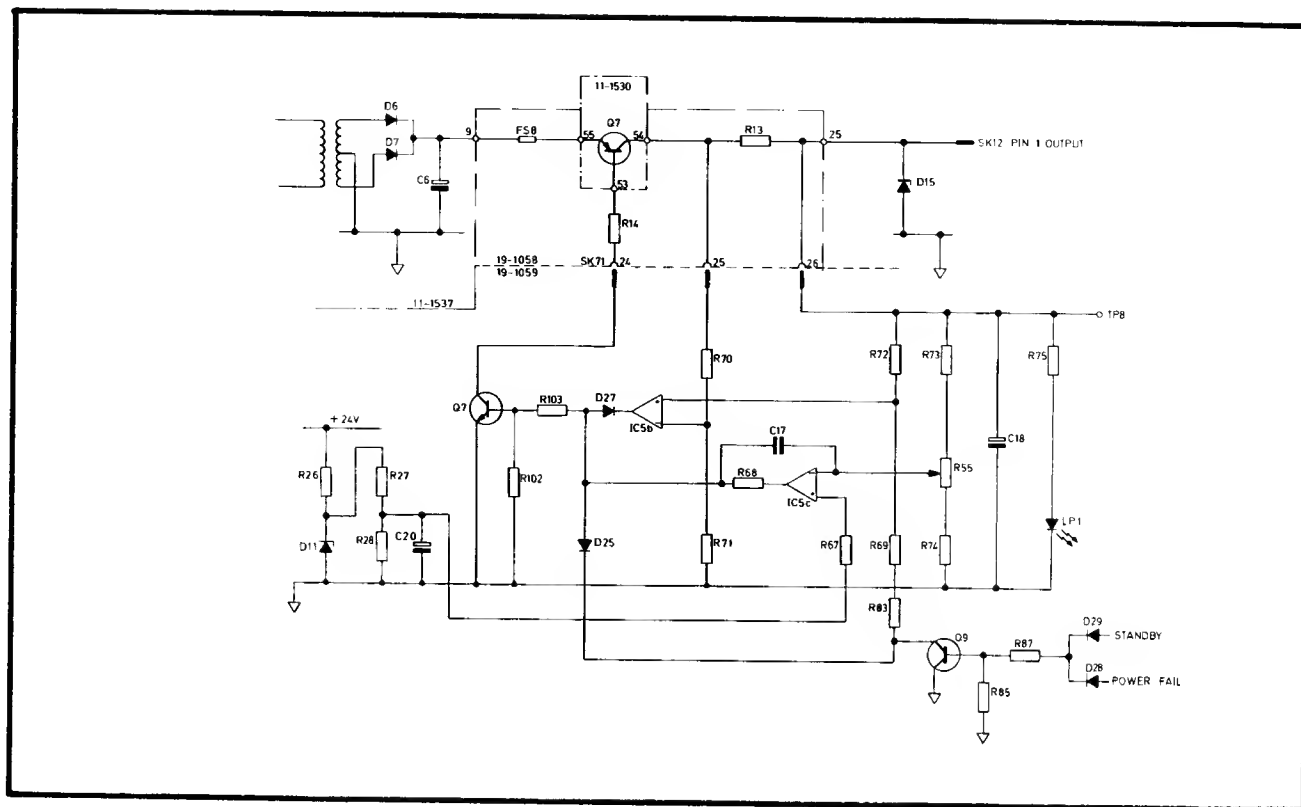 11-1530
D6
Q7
9
FS8
55
54
R13
25
SK12 PIN 1 OUTPUT
D7
C6
53
D15
R14
19-1058
SK71
24
25
26
19-1059
11-1537
TP8
R70
R72
R73
R75
Q7
R103
D27
IC5b
+24V
C17
C18
R26
R27
R102
R68
R55
IC5c
D11
R28
C20
D25
R71
R67
R69
R74
LP1
R83
Q9
D29
STANDBY
R87
D28
POWER FAIL
R85